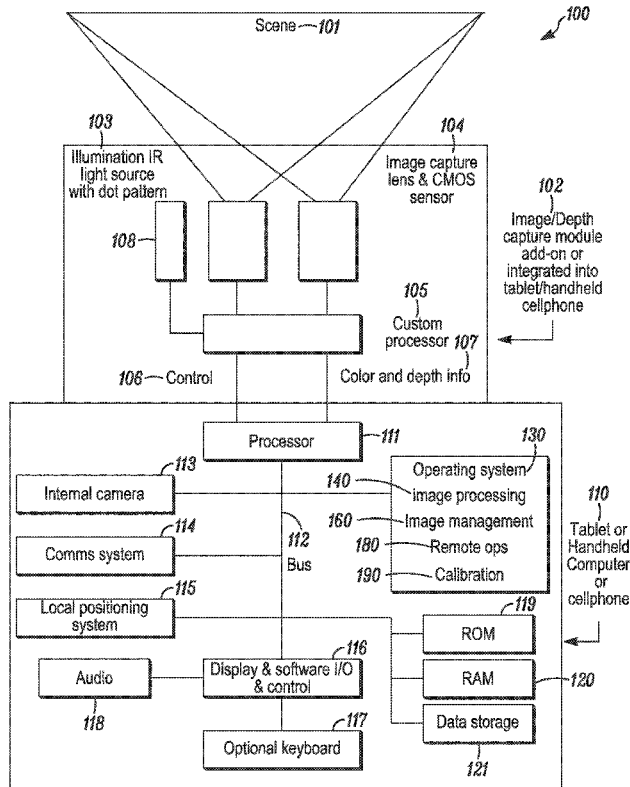 100
Scene 101
103
Illumination IR
light source
with dot pattern
104
Image capture
lens & CMOS
sensor
102
Image/Depth
capture module
add-on or
integrated into
tablet/handheld
cellphone
108
105
Custom
processor 107
106 Control
Color and depth info
Processor
111
113
Internal camera
114
Comms system
115
Local positioning
system
112
Bus
Operating system 130
140
Image processing
160 Image management
180 Remote ops
190 Calibration
110
Tablet or
Handheld
Computer
or
cellphone
119
ROM
RAM
120
Data storage
121
116
Display & software I/O
& control
Audio
118
117
Optional keyboard